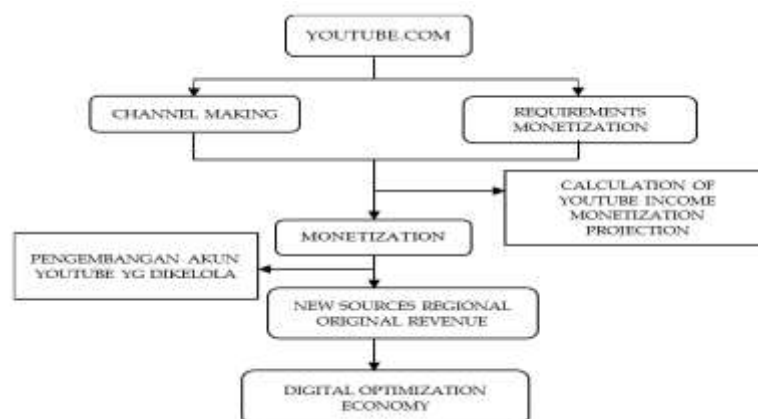 YOUTUBE.COM
CHANNEL MAKING
REQUIREMENTS
MONETIZATION
CALCULATION OF
YOUTUBE INCOME
MONETIZATION
PROJECTION
MONETIZATION
PENGEMBANGAN AKUN
YOUTUBE YG DIKELOLA
NEW SOURCES REGIONAL
ORIGINAL REVENUE
DIGITAL OPTIMIZATION
ECONOMY